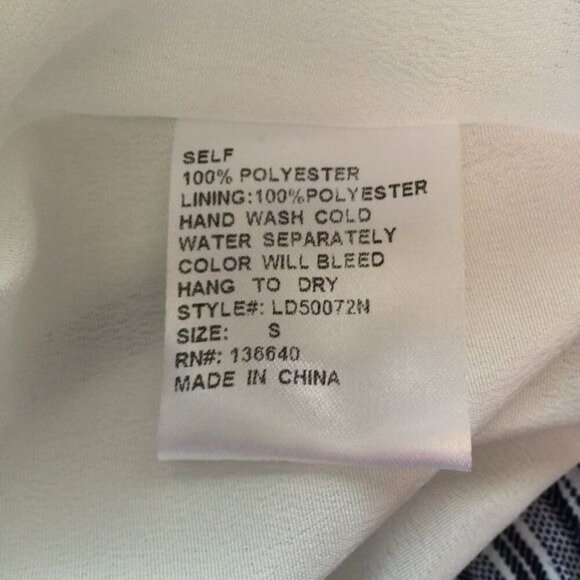 SELF
100% POLYESTER
LINING:100%POLYESTER
HAND WASH COLD
WATER SEPARATELY
COLOR WILL BLEED
HANG TO DRY
STYLE#: LD50072N
SIZE: S
RN#: 136640
MADE IN CHINA